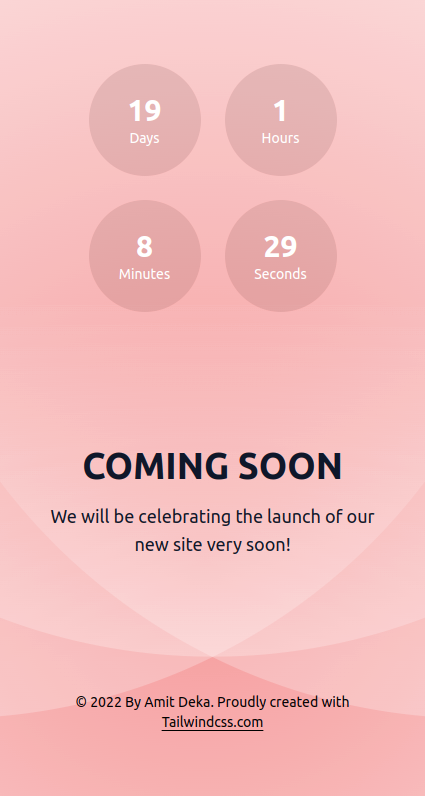 19
Days
1
Hours
8
Minutes
29
Seconds
COMING SOON
We will be celebrating the launch of our
new site very soon!
© 2022 By Amit Deka. Proudly created with
Tailwindcss.com